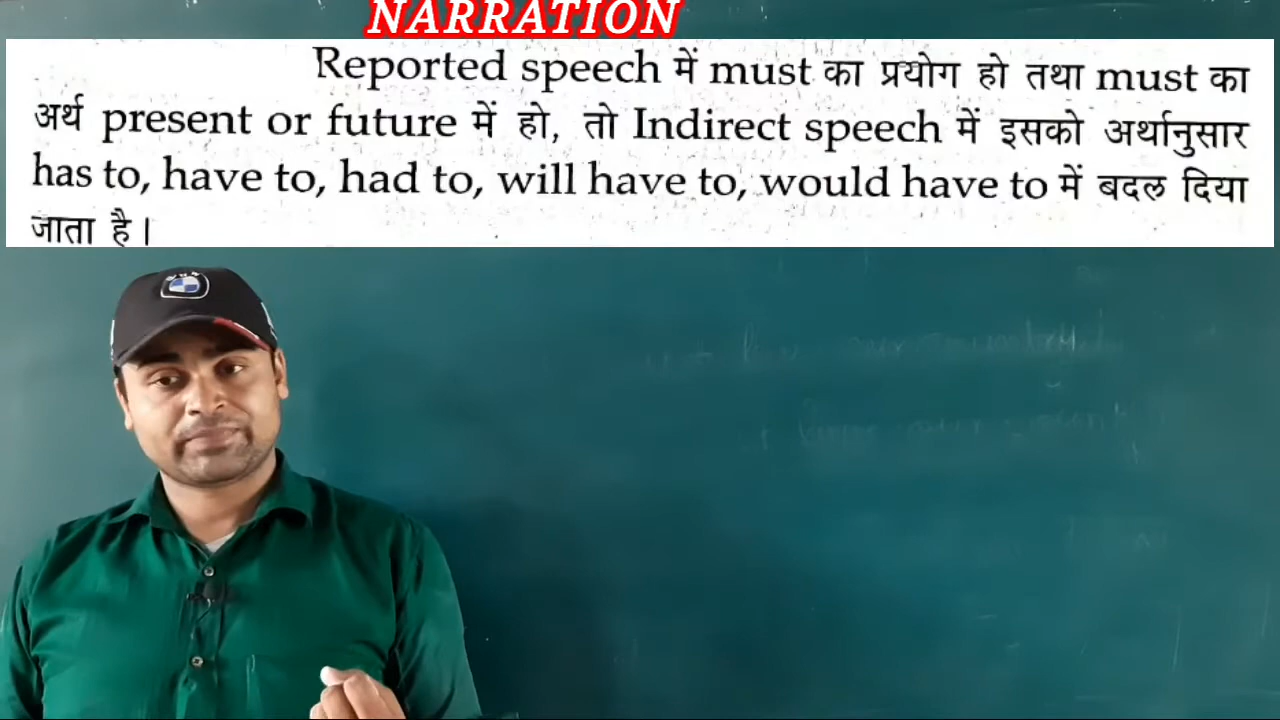 NARRATION
Reported speech में must का प्रयोग हो तथा must का
अर्थ present or future में हो, तो Indirect speech में इसको अर्थानुसार
has to, have to, had to, will have to, would have to में बदल दिया
जाता है।